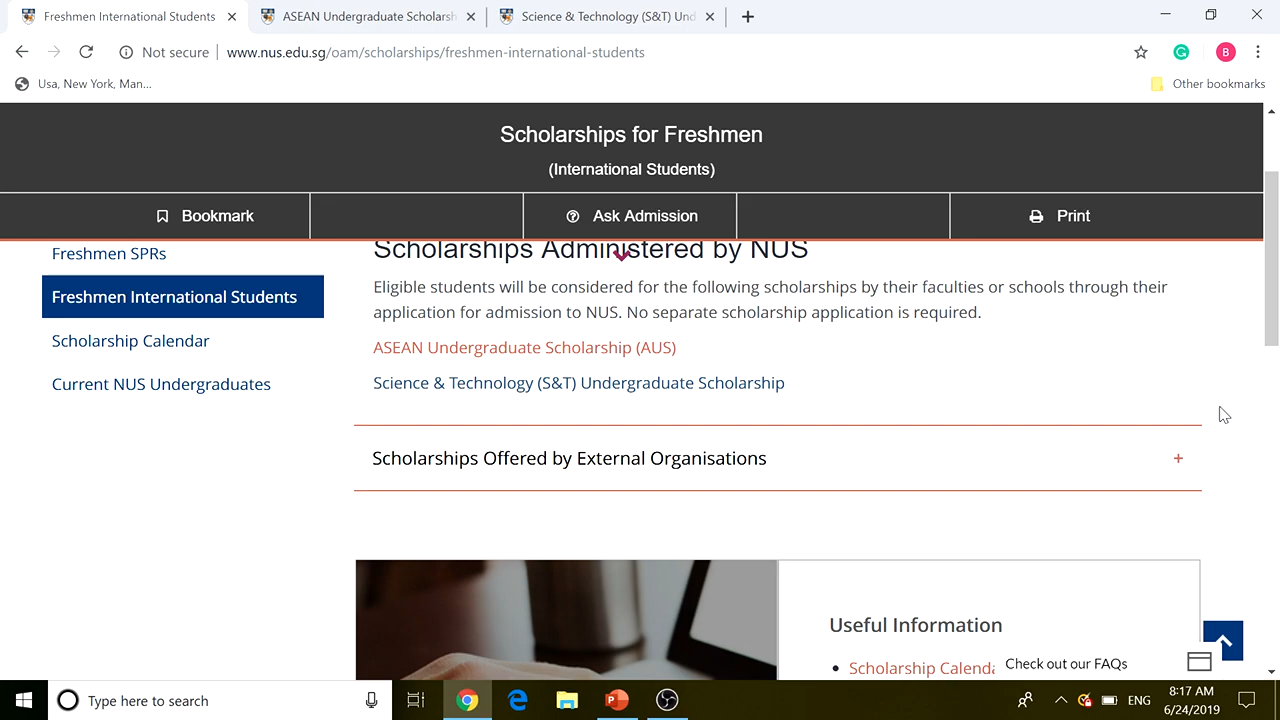 Freshmen International Students
ASEAN Undergraduate Scholarsh
Science & Technology (S&T) Und
Not secure
www.nus.edu.sg/oam/scholarships/freshmen-international-students
B
Usa, New York, Man...
Other bookmarks
Scholarships for Freshmen
(International Students)
Bookmark
Ask Admission
Print
Freshmen SPRs
Freshmen International Students
Scholarship Calendar
Current NUS Undergraduates
Scholarships Administered by NUS
Eligible students will be considered for the following scholarships by their faculties or schools through their
application for admission to NUS. No separate scholarship application is required.
ASEAN Undergraduate Scholarship (AUS)
Science & Technology (S&T) Undergraduate Scholarship
Scholarships Offered by External Organisations +
Useful Information
• Scholarship Calenda
Check out our FAQs
Type here to search
ENG
8:17 AM
6/24/2019